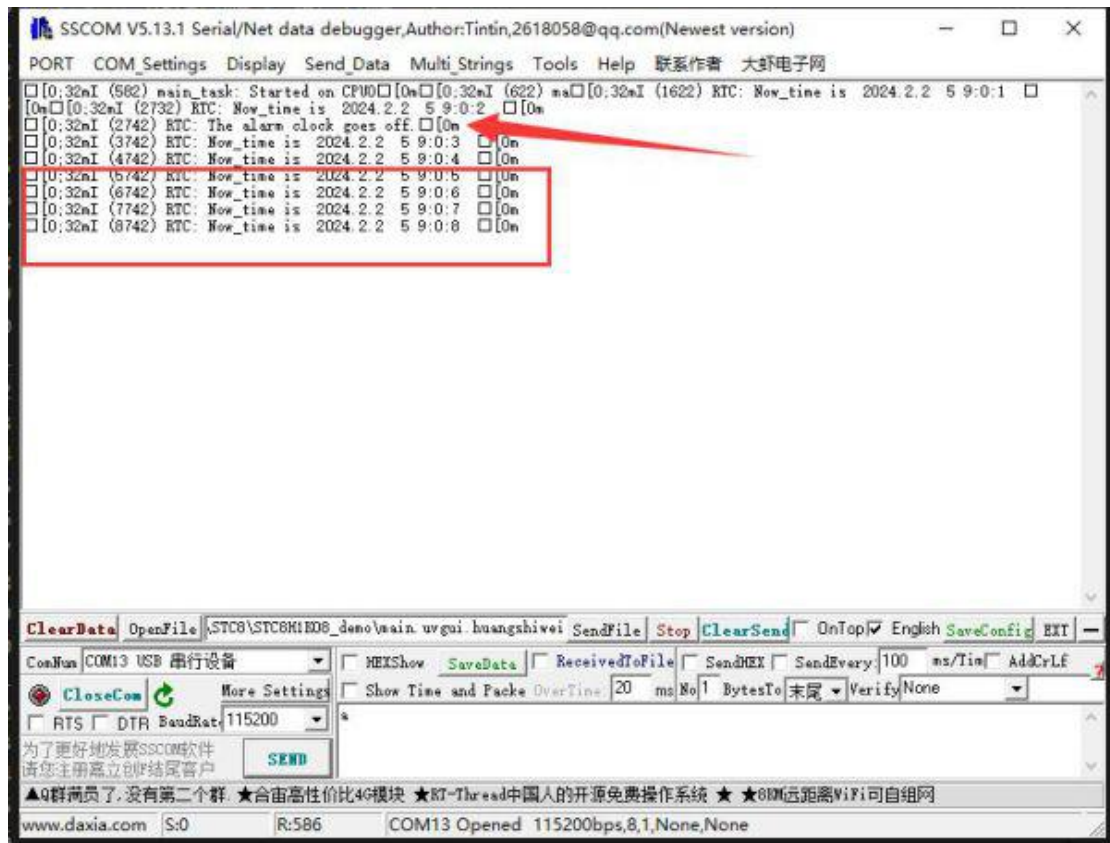 SSCOM V5.13.1 Serial/Net data debugger,Author:Tintin,2618058@qq.com(Newest version)
PORT COM_Settings Display Send_Data Multi_Strings Tools Help 联系作者 大虾电子网
□[0;32mI (582) main_task: Started on CPU0□[0m□[0;32mI (622) ma□[0;32mI (1622) RTC: Now_time is 2024.2.2 5 9:0:1 □
[0m□[0;32mI (2732) RTC: Now_time is 2024.2.2 5 9:0:2 □[0m
□[0;32mI (2742) RTC: The alarm clock goes off.□[0m
□[0;32mI (3742) RTC: Now_time is 2024.2.2 5 9:0:3 □[0m
□[0;32mI (4742) RTC: Now_time is 2024.2.2 5 9:0:4 □[0m
□[0;32mI (5742) RTC: Now_time is 2024.2.2 5 9:0:5 □[0m
□[0;32mI (6742) RTC: Now_time is 2024.2.2 5 9:0:6 □[0m
□[0;32mI (7742) RTC: Now_time is 2024.2.2 5 9:0:7 □[0m
□[0;32mI (8742) RTC: Now_time is 2024.2.2 5 9:0:8 □[0m
ClearData OpenFile .STC8\STC8H1K08_demo\main.uvgui.huangshiwei SendFile Stop ClearSend OnTop English SaveConfig EXT —
ComNum COM13 USB 串行设备 HEXShow SaveData ReceivedToFile SendHEX SendEvery: 100 ms/Tim AddCrLf
CloseCom More Settings Show Time and Packe OverTime: 20 ms No 1 BytesTo 末尾 Verify None
RTS DTR BaudRat: 115200 a
为了更好地发展SSCOM软件
请您注册嘉立创F结尾客户 SEND
▲Q群满员了,没有第二个群. ★合宙高性价比4G模块 ★RT-Thread中国人的开源免费操作系统 ★ ★8KM远距离WiFi可自组网
www.daxia.com S:0 R:586 COM13 Opened 115200bps,8,1,None,None